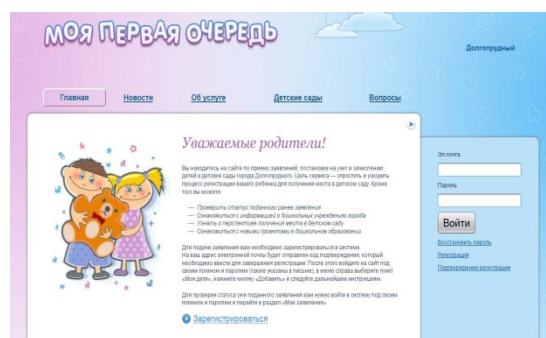 МОЯ ПЕРВАЯ ОЧЕРЕДЬ
Долгопрудный
Главная
Новости
Об услуге
Детские сады
Вопросы
Уважаемые родители!
Вы находитесь на сайте по приему заявлений, постановке на учет и зачислению
детей в детские сады города Долгопрудного. Цель сервиса — упростить и ускорить
процесс регистрации вашего ребенка для получения места в детском саду. Кроме
того вы можете:
— Проверить статус поданного ранее заявления
— Ознакомиться с информацией о дошкольных учреждениях города
— Узнать о перспективе получения места в детском саду
— Ознакомиться с новыми проектами в дошкольном образовании
Для подачи заявления вам необходимо зарегистрироваться в системе.
На ваш адрес электронной почты будет отправлен код подтверждения, который
необходимо ввести для завершения регистрации. После этого войдите на сайт под
своим логином и паролем (также указаны в письме), в меню справа выберите пункт
«Мои дети», нажмите кнопку «Добавить» и следуйте дальнейшим инструкциям.
Для проверки статуса уже поданного заявления вам нужно войти в систему под своим
логином и паролем и перейти в раздел «Мои заявления»
Зарегистрироваться
Эл.почта
Пароль
Войти
Восстановить пароль
Регистрация
Подтверждение регистрации